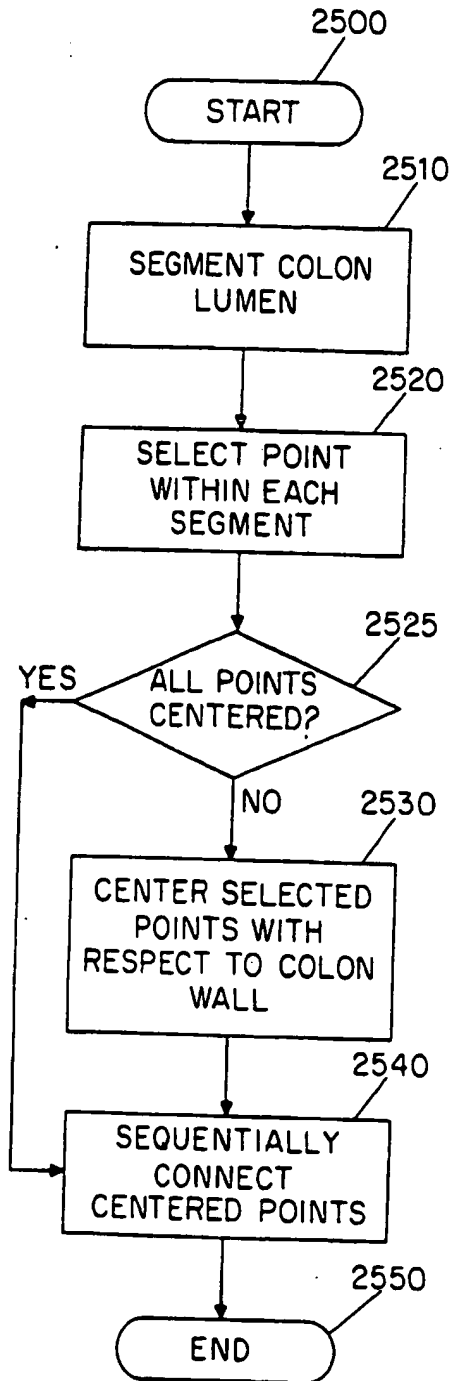 2500
START
2510
SEGMENT COLON
LUMEN
2520
SELECT POINT
WITHIN EACH
SEGMENT
2525
YES
ALL POINTS
CENTERED?
NO
2530
CENTER SELECTED
POINTS WITH
RESPECT TO COLON
WALL
2540
SEQUENTIALLY
CONNECT
CENTERED POINTS
2550
END